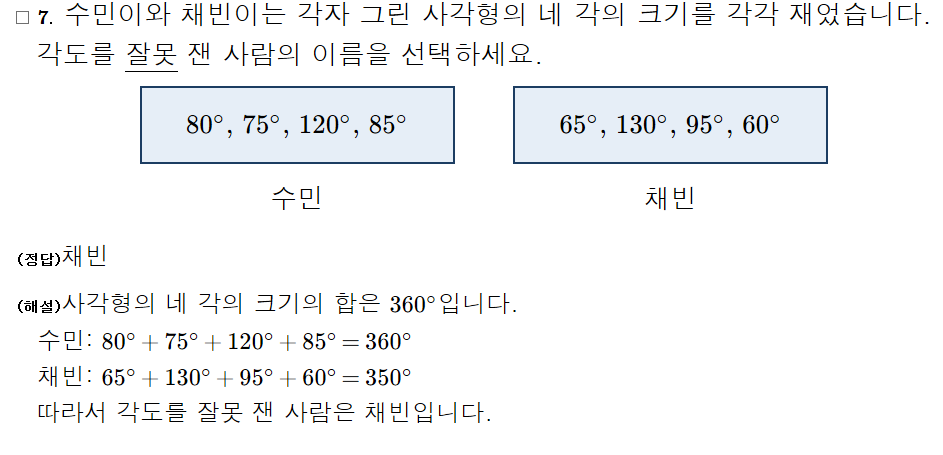 □ 7. 수민이와 채빈이는 각자 그린 사각형의 네 각의 크기를 각각 재었습니다.
각도를 잘못 잰 사람의 이름을 선택하세요.
80°, 75°, 120°, 85°
65°, 130°, 95°, 60°
수민
채빈
(정답)채빈
(해설)사각형의 네 각의 크기의 합은 360°입니다.
수민: 80° + 75° + 120° + 85° = 360°
채빈: 65° + 130° + 95° + 60° = 350°
따라서 각도를 잘못 잰 사람은 채빈입니다.